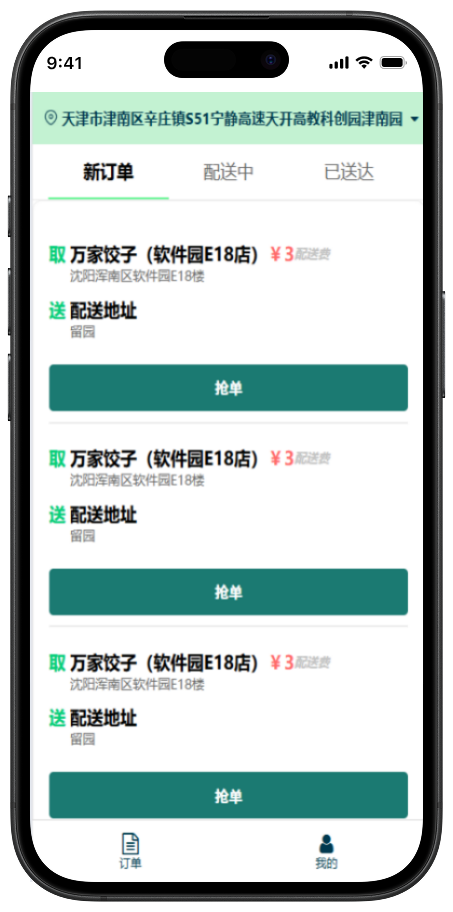 9:41
天津市津南区辛庄镇S51宁静高速天开高教科创园津南园
新订单 配送中 已送达
取 万家饺子（软件园E18店） ￥3配送费
沈阳浑南区软件园E18楼
送 配送地址
留园
抢单
取 万家饺子（软件园E18店） ￥3配送费
沈阳浑南区软件园E18楼
送 配送地址
留园
抢单
取 万家饺子（软件园E18店） ￥3配送费
沈阳浑南区软件园E18楼
送 配送地址
留园
抢单
订单 我的